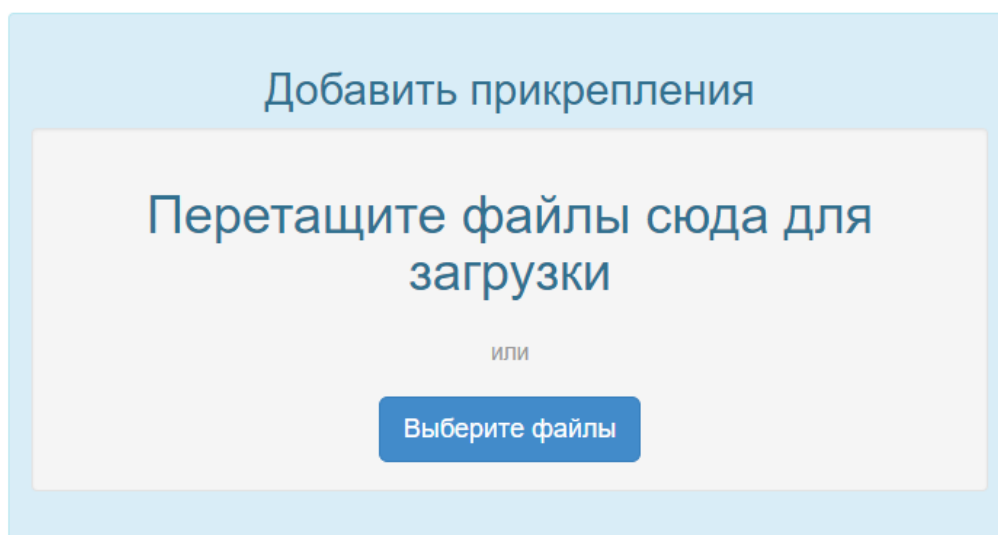 Добавить прикрепления
Перетащите файлы сюда для
загрузки
или
Выберите файлы